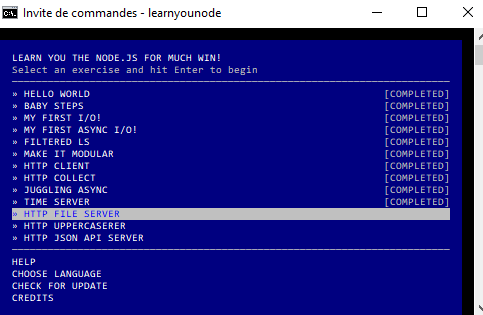 Invite de commandes - learnyounode
LEARN YOU THE NODE.JS FOR MUCH WIN!
Select an exercise and hit Enter to begin
» HELLO WORLD [COMPLETED]
» BABY STEPS [COMPLETED]
» MY FIRST I/O! [COMPLETED]
» MY FIRST ASYNC I/O! [COMPLETED]
» FILTERED LS [COMPLETED]
» MAKE IT MODULAR [COMPLETED]
» HTTP CLIENT [COMPLETED]
» HTTP COLLECT [COMPLETED]
» JUGGLING ASYNC [COMPLETED]
» TIME SERVER [COMPLETED]
» HTTP FILE SERVER
» HTTP UPPERCASERER
» HTTP JSON API SERVER
HELP
CHOOSE LANGUAGE
CHECK FOR UPDATE
CREDITS